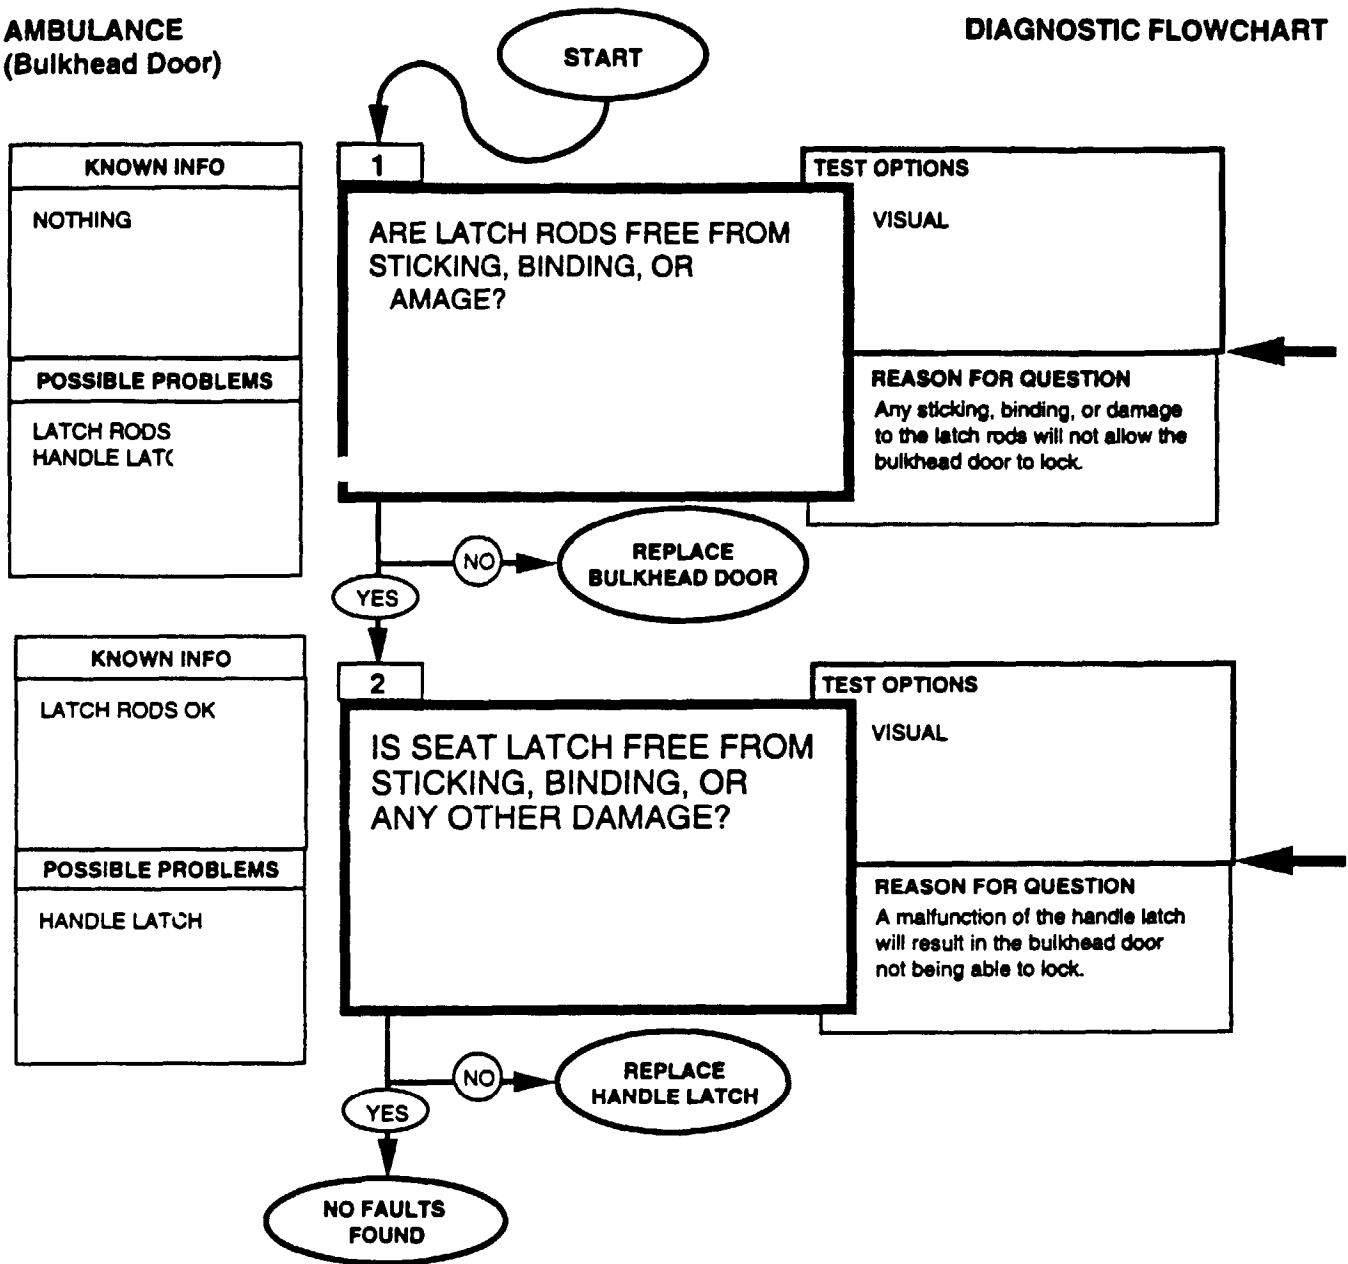 AMBULANCE
(Bulkhead Door)
DIAGNOSTIC FLOWCHART
START
KNOWN INFO
NOTHING
POSSIBLE PROBLEMS
LATCH RODS
HANDLE LATC
1
ARE LATCH RODS FREE FROM
STICKING, BINDING, OR
AMAGE?
TEST OPTIONS
VISUAL
REASON FOR QUESTION
Any sticking, binding, or damage
to the latch rods will not allow the
bulkhead door to lock.
NO
REPLACE
BULKHEAD DOOR
YES
KNOWN INFO
LATCH RODS OK
POSSIBLE PROBLEMS
HANDLE LATCH
2
IS SEAT LATCH FREE FROM
STICKING, BINDING, OR
ANY OTHER DAMAGE?
TEST OPTIONS
VISUAL
REASON FOR QUESTION
A malfunction of the handle latch
will result in the bulkhead door
not being able to lock.
NO
REPLACE
HANDLE LATCH
YES
NO FAULTS
FOUND